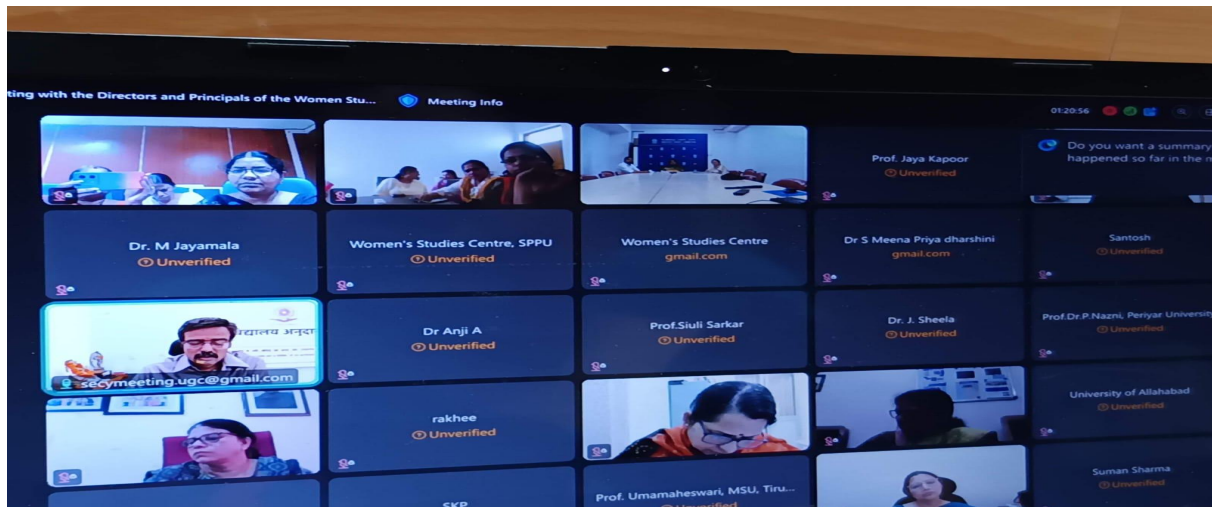 ting with the Directors and Principals of the Women Stu...
Meeting Info
01:20:56
Do you want a summary
happened so far in the m
Prof. Jaya Kapoor
Unverified
Dr. M Jayamala
Unverified
Women's Studies Centre, SPPU
Unverified
Women's Studies Centre
gmail.com
Dr S Meena Priya dharshini
gmail.com
Santosh
Unverified
द्यालय अनुदा
secymeeting.ugc@gmail.com
Dr Anji A
Unverified
Prof.Siuli Sarkar
Unverified
Dr. J. Sheela
Unverified
Prof.Dr.P.Nazni, Periyar University
Unverified
rakhee
Unverified
University of Allahabad
Unverified
SKP
Prof. Umamaheswari, MSU, Tiru...
Unverified
Suman Sharma
Unverified